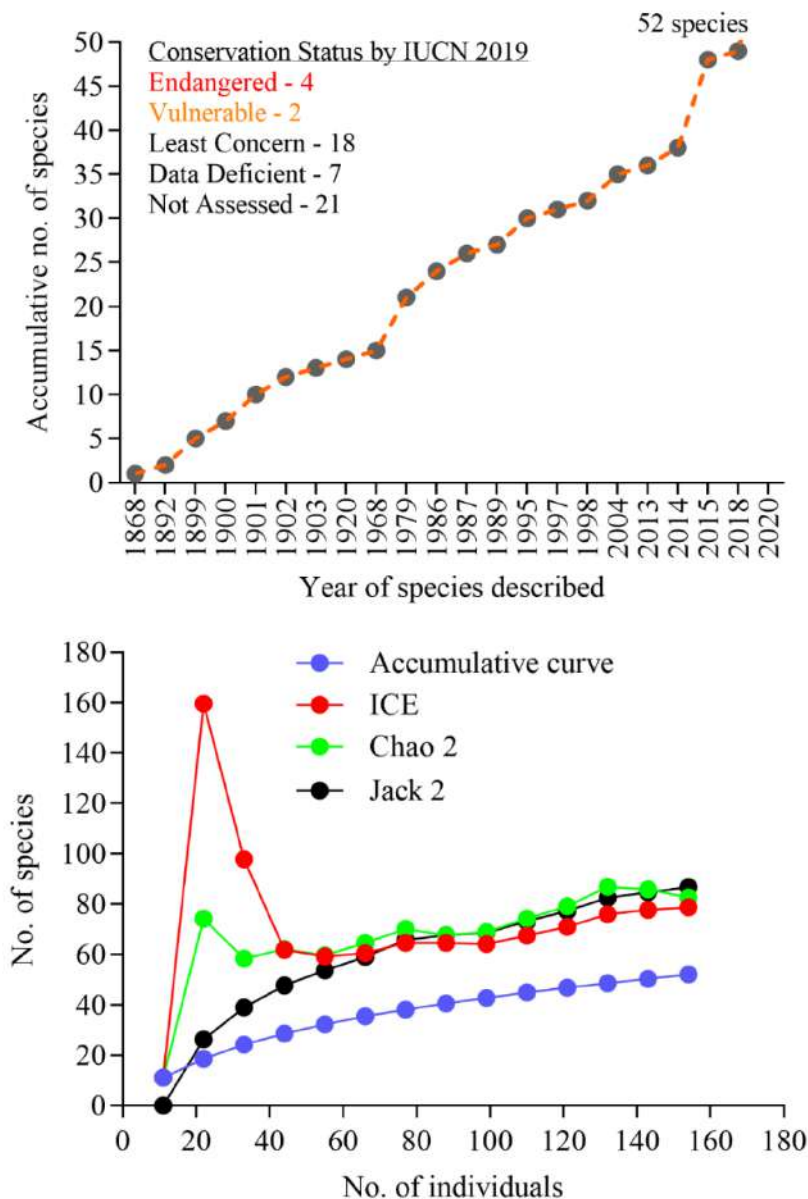 52 species
50
45
40
35
30
25
20
15
10
5
0
Accumulative no. of species
Conservation Status by IUCN 2019
Endangered - 4
Vulnerable - 2
Least Concern - 18
Data Deficient - 7
Not Assessed - 21
1868 1892 1899 1900 1901 1902 1903 1920 1968 1979 1986 1987 1989 1995 1997 1998 2004 2013 2014 2015 2018 2020
Year of species described
180
160
140
120
100
80
60
40
20
0
No. of species
Accumulative curve
ICE
Chao 2
Jack 2
0 20 40 60 80 100 120 140 160 180
No. of individuals